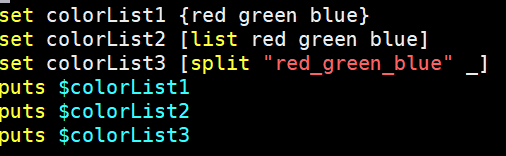 set colorList1 {red green blue}
set colorList2 [list red green blue]
set colorList3 [split "red_green_blue" _]
puts $colorList1
puts $colorList2
puts $colorList3